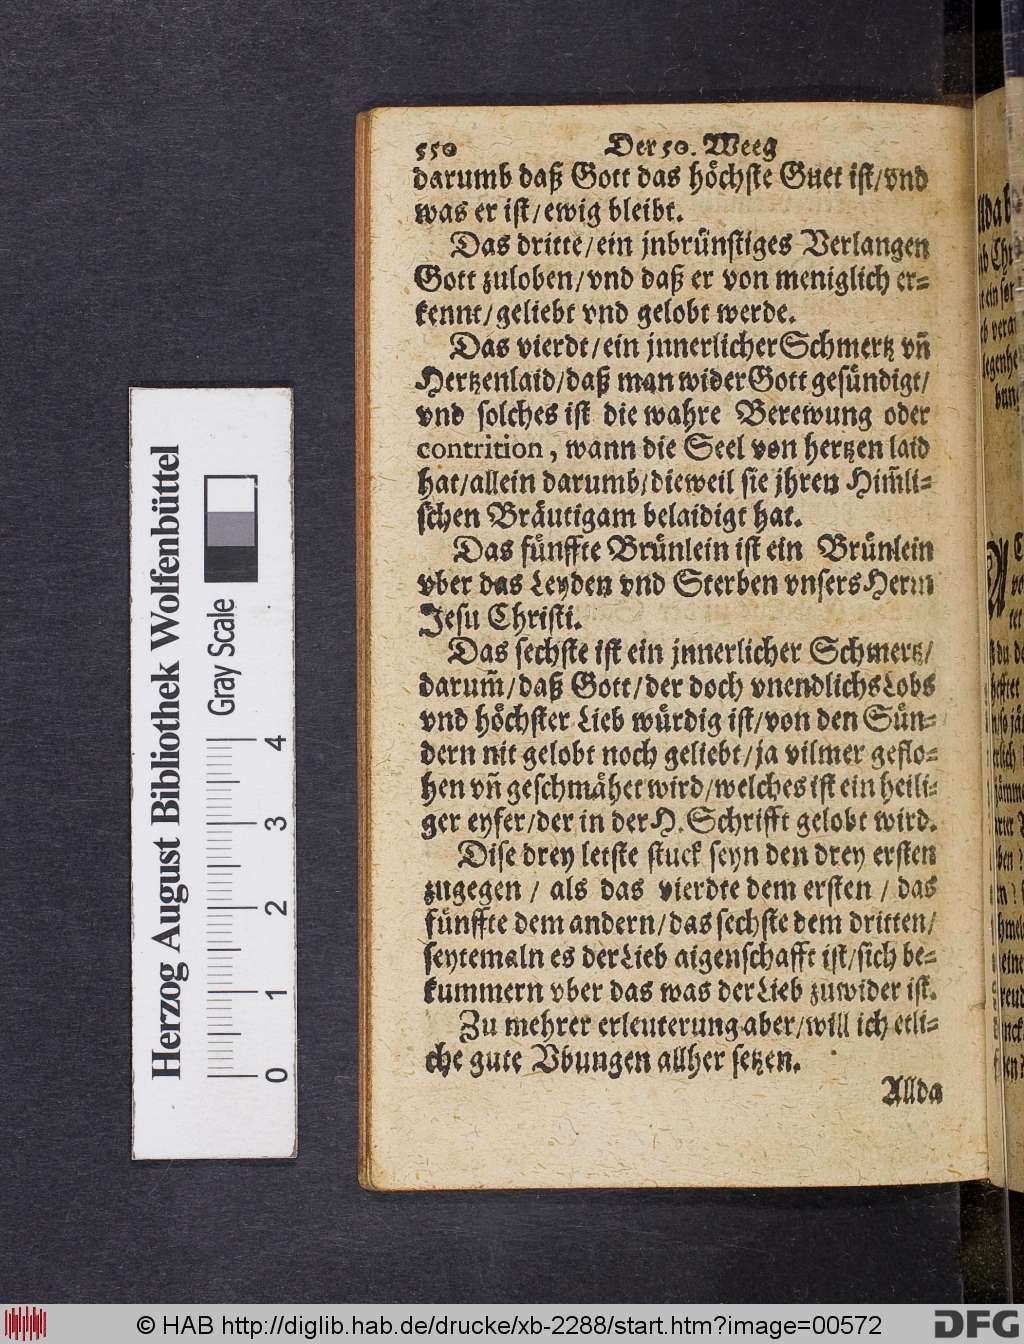 550 Der 50. Weeg
darumb daß Gott das höchste Guet ist/vnd
was er ist/ewig bleibt.
Das dritte/ein jnbrünstiges Verlangen
Gott zuloben/vnd daß er von meniglich er-
kennt/geliebt vnd gelobt werde.
Das vierdt/ein jnnerlicher Schmertz vn̄
Hertzenlaid/daß man wider Gott gesündigt/
vnd solches ist die wahre Berewung oder
contrition, wann die Seel von hertzen laid
hat/allein darumb/dieweil sie jhren Him̄li-
schen Bräutigam belaidigt hat.
Das fünffte Brünlein ist ein Brünlein
vber das Leyden vnd Sterben vnsers Herrn
Jesu Christi.
Das sechste ist ein jnnerlicher Schmertz/
darum̄/daß Gott/der doch vnendlichs Lobs
vnd höchster Lieb würdig ist/von den Sün-
dern nit gelobt noch geliebt/ja vilmer geflo-
hen vn̄ geschmähet wird/welches ist ein heili-
ger eyfer/der in der H. Schrifft gelobt wird.
Dise drey letste stuck seyn den drey ersten
zugegen / als das vierdte dem ersten / das
fünffte dem andern/das sechste dem dritten/
seytemaln es der Lieb aigenschafft ist/sich be-
kummern vber das was der Lieb zuwider ist.
Zu mehrer erleuterung aber/will ich etli-
che gute Vbungen allher setzen.
Allda
Herzog August Bibliothek Wolfenbüttel
Gray Scale
0 1 2 3 4
© HAB http://diglib.hab.de/drucke/xb-2288/start.htm?image=00572
DFG